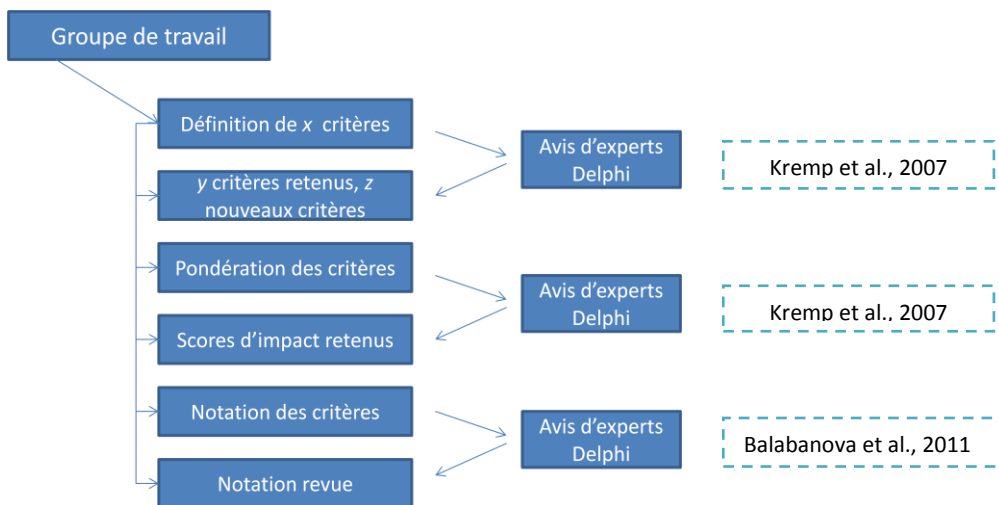 Groupe de travail
Définition de x critères
Avis d'experts
Delphi
Kremp et al., 2007
y critères retenus, z
nouveaux critères
Pondération des critères
Avis d'experts
Delphi
Kremp et al., 2007
Scores d'impact retenus
Notation des critères
Avis d'experts
Delphi
Balabanova et al., 2011
Notation revue